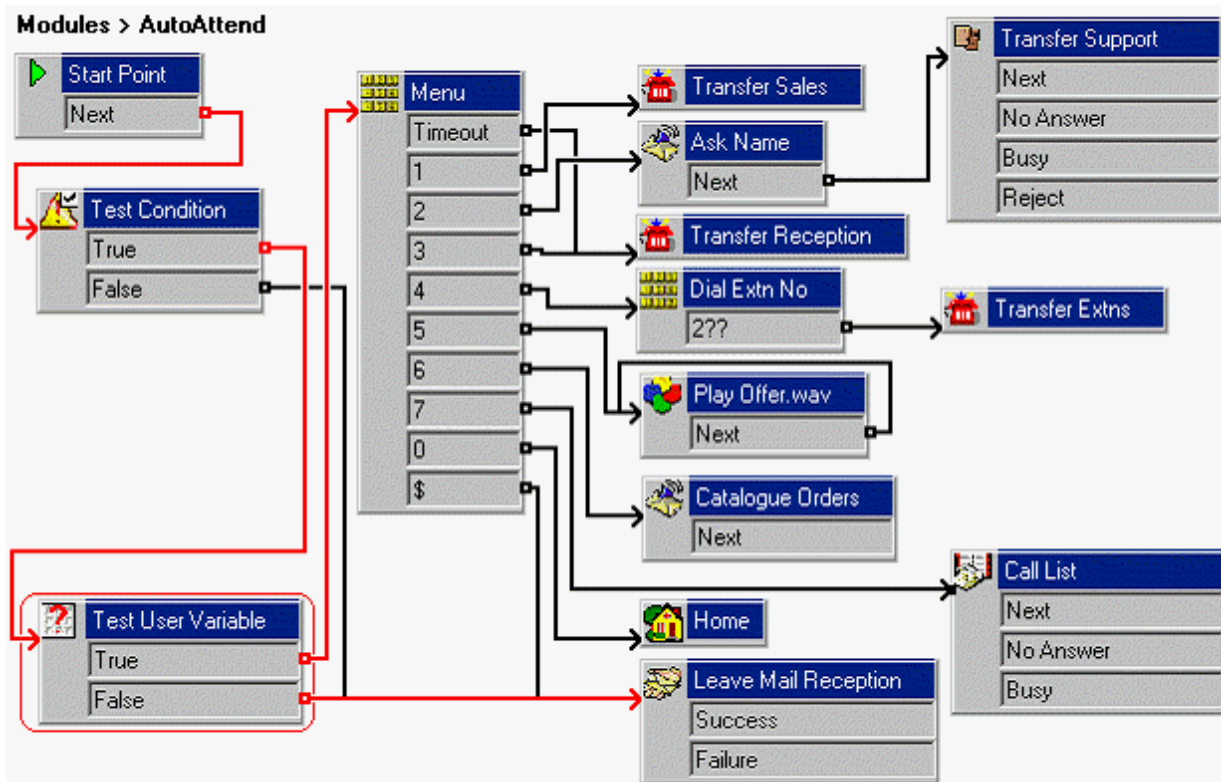 Modules > AutoAttend
Start Point
Next
Test Condition
True
False
Test User Variable
True
False
Menu
Timeout
1
2
3
4
5
6
7
0
$
Transfer Sales
Ask Name
Next
Transfer Reception
Dial Extn No
2??
Play Offer.wav
Next
Catalogue Orders
Next
Home
Leave Mail Reception
Success
Failure
Transfer Support
Next
No Answer
Busy
Reject
Transfer Extns
Call List
Next
No Answer
Busy